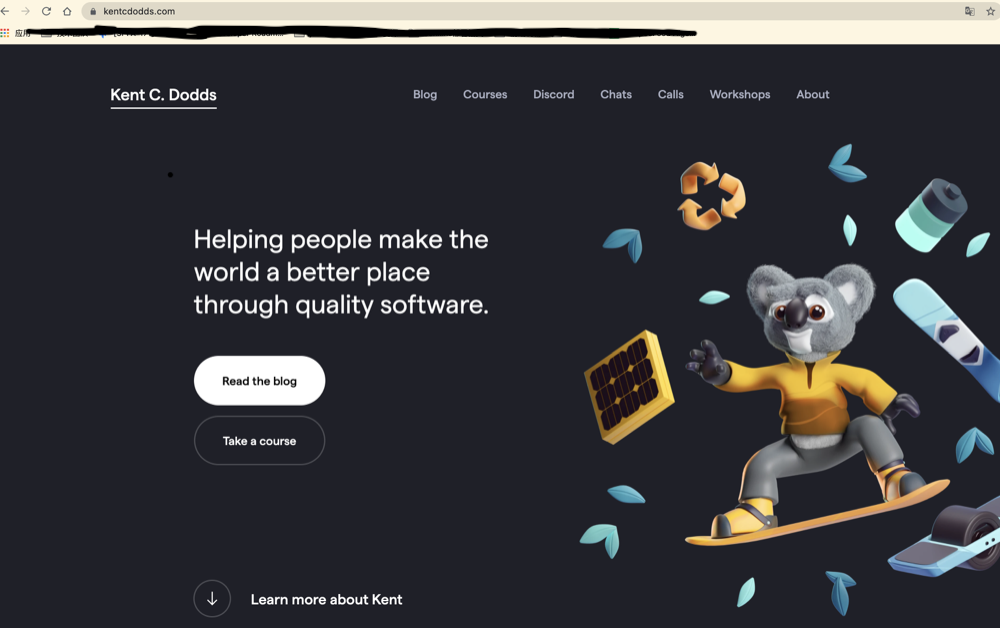 kentcdodds.com
应用
Kent C. Dodds
Blog Courses Discord Chats Calls Workshops About
Helping people make the
world a better place
through quality software.
Read the blog
Take a course
Learn more about Kent